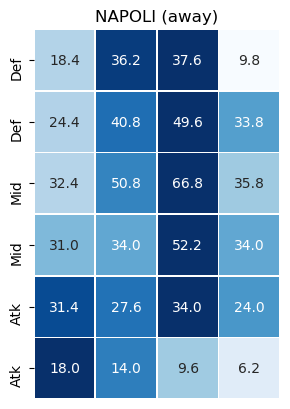 NAPOLI (away)
Def 18.4 36.2 37.6 9.8
Def 24.4 40.8 49.6 33.8
Mid 32.4 50.8 66.8 35.8
Mid 31.0 34.0 52.2 34.0
Atk 31.4 27.6 34.0 24.0
Atk 18.0 14.0 9.6 6.2